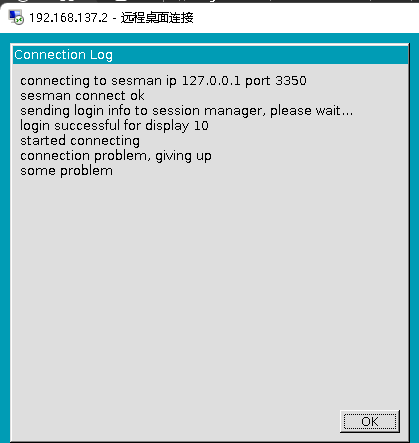 192.168.137.2 - 远程桌面连接
Connection Log
connecting to sesman ip 127.0.0.1 port 3350
sesman connect ok
sending login info to session manager, please wait...
login successful for display 10
started connecting
connection problem, giving up
some problem
OK